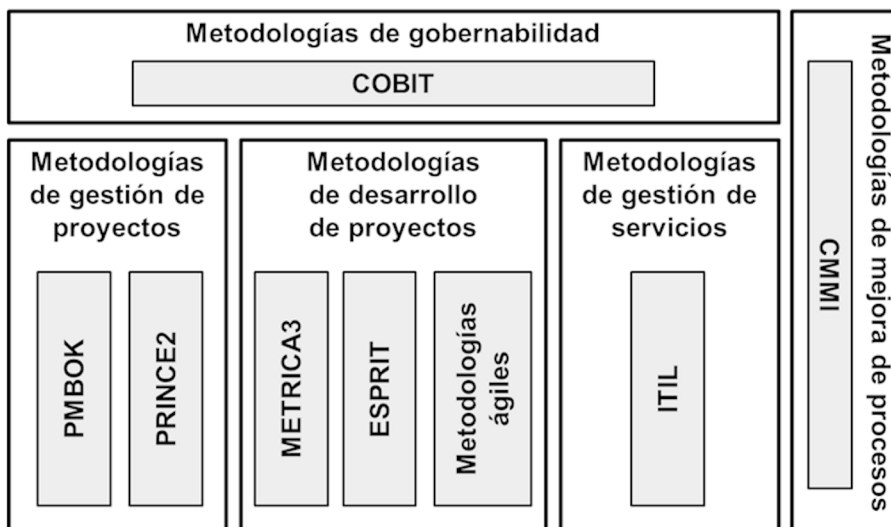 Metodologías de gobernabilidad
COBIT
Metodologías
de gestión de
proyectos
PMBOK
PRINCE2
Metodologías
de desarrollo
de proyectos
METRICA3
ESPRIT
Metodologías
ágiles
Metodologías
de gestión de
servicios
ITIL
Metodologías de mejora de procesos
CMMI